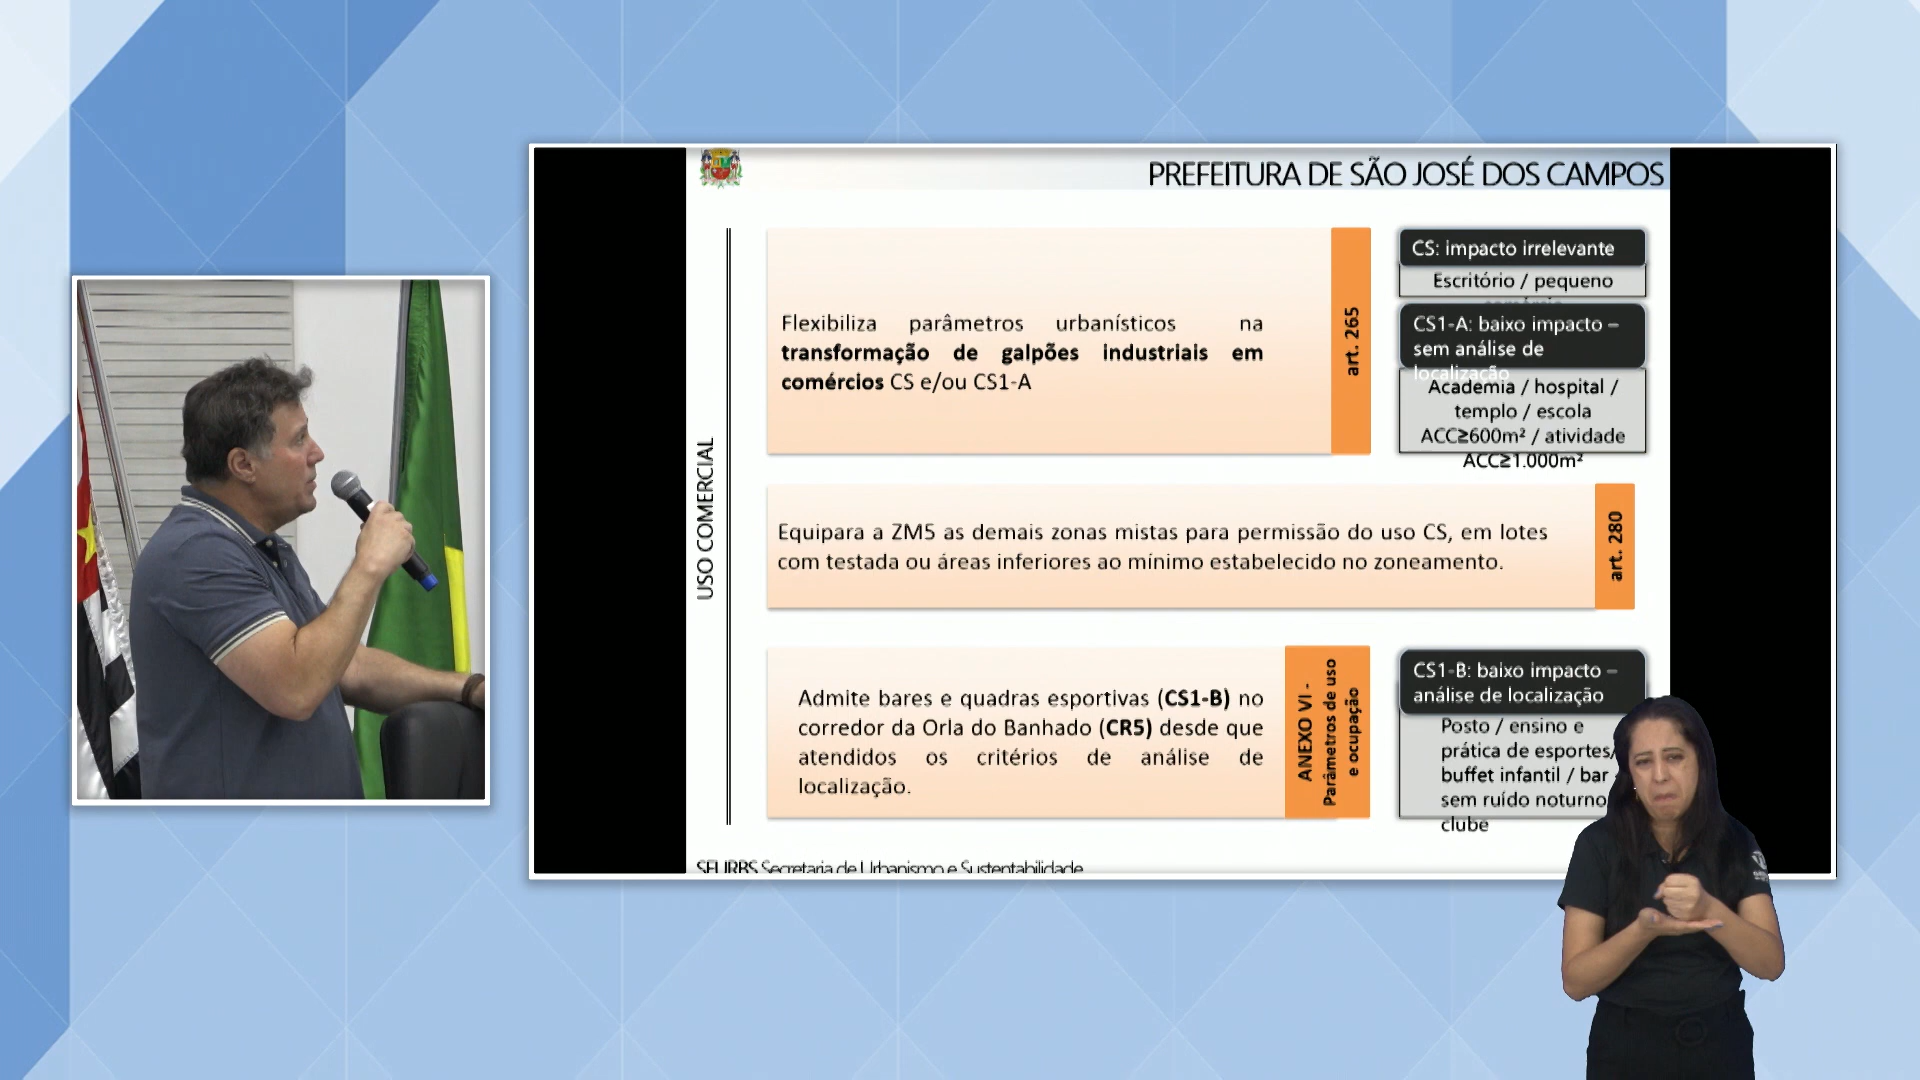 PREFEITURA DE SÃO JOSÉ DOS CAMPOS
USO COMERCIAL
Flexibiliza parâmetros urbanísticos na
transformação de galpões industriais em
comércios CS e/ou CS1-A
art. 265
CS: impacto irrelevante
Escritório / pequeno
CS1-A: baixo impacto –
sem análise de
localização
Academia / hospital /
templo / escola
ACC≥600m² / atividade
ACC≥1.000m²
Equipara a ZM5 as demais zonas mistas para permissão do uso CS, em lotes
com testada ou áreas inferiores ao mínimo estabelecido no zoneamento.
art. 280
Admite bares e quadras esportivas (CS1-B) no
corredor da Orla do Banhado (CR5) desde que
atendidos os critérios de análise de
localização.
ANEXO VI -
Parâmetros de uso
e ocupação
CS1-B: baixo impacto –
análise de localização
Posto / ensino e
prática de esportes/
buffet infantil / bar
sem ruído noturno
clube
SEURBS Secretaria de Urbanismo e Sustentabilidade